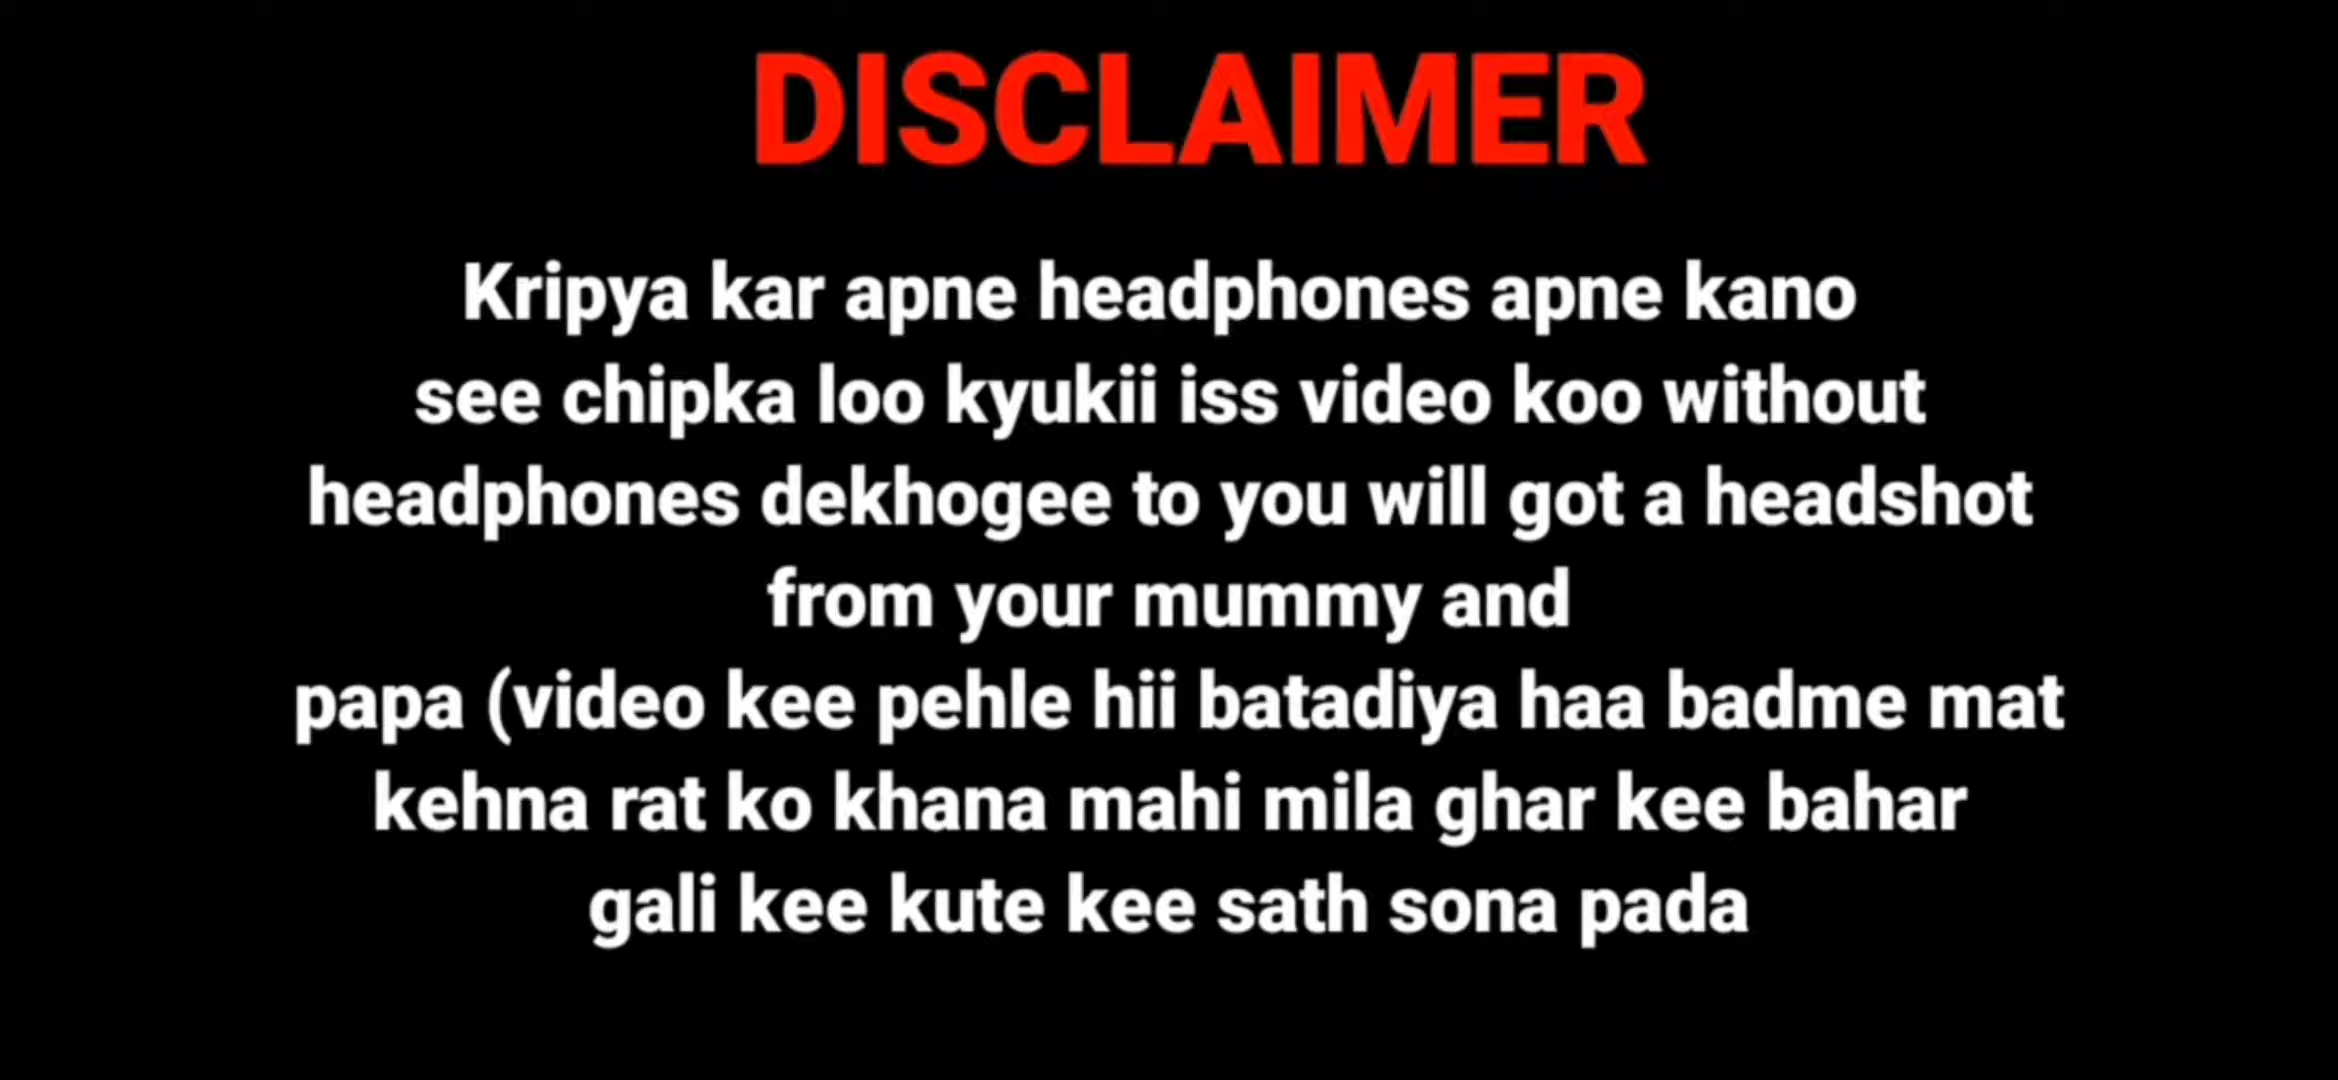 DISCLAIMER
Kripya kar apne headphones apne kano
see chipka loo kyukii iss video koo without
headphones dekhogee to you will got a headshot
from your mummy and
papa (video kee pehle hii batadiya haa badme mat
kehna rat ko khana mahi mila ghar kee bahar
gali kee kute kee sath sona pada